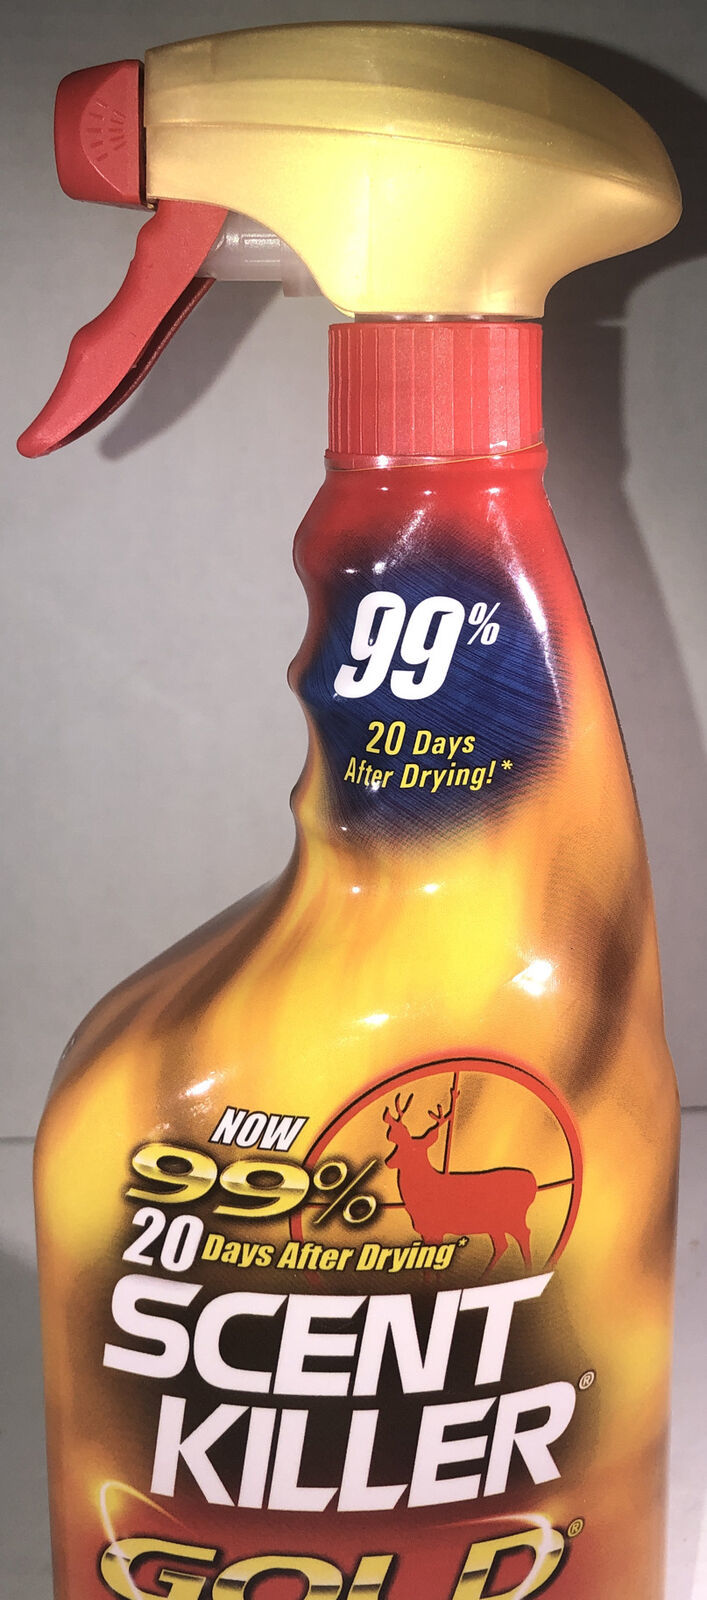 99%
20 Days
After Drying!*
NOW
99%
20 Days After Drying*
SCENT
KILLER®
GOLD®